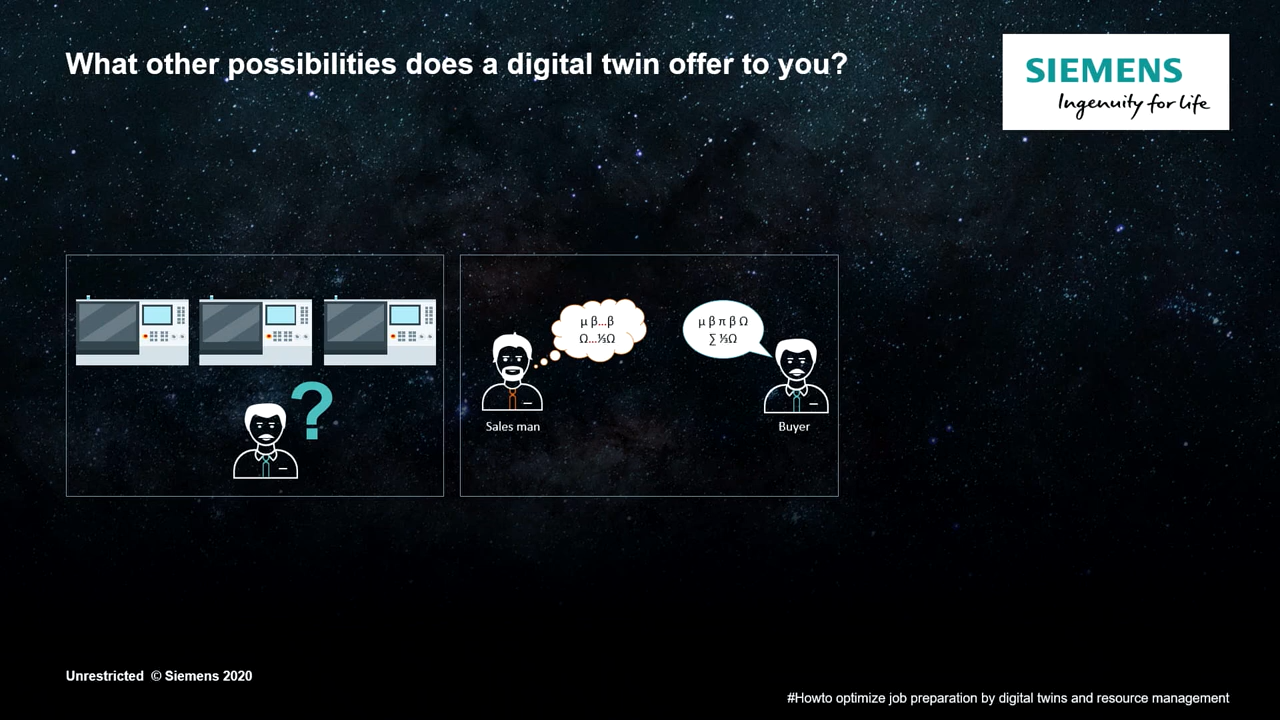 What other possibilities does a digital twin offer to you?
SIEMENS
Ingenuity for life
?
μ β...β
Ω...⅓Ω
μ β π β Ω
∑ ⅓Ω
Sales man
Buyer
Unrestricted © Siemens 2020
#Howto optimize job preparation by digital twins and resource management